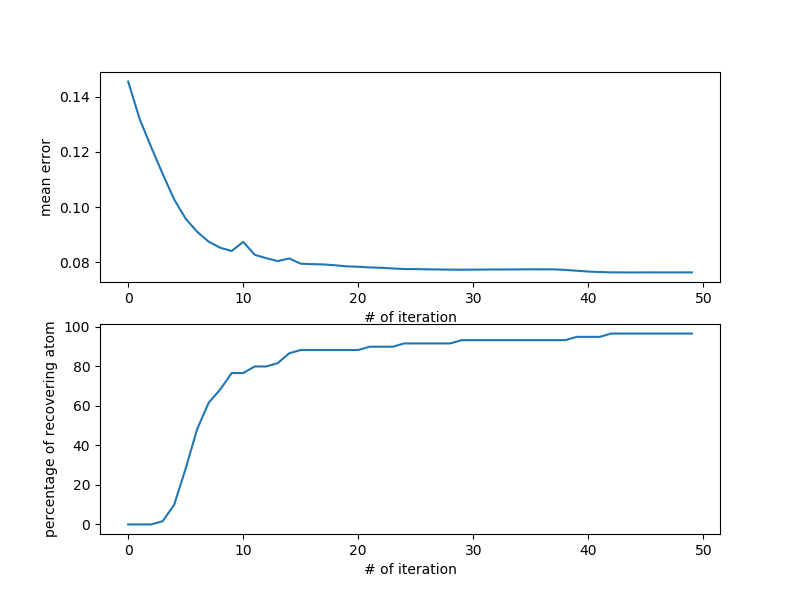 mean error
0.14
0.12
0.10
0.08
0 10 20 30 40 50
# of iteration
percentage of recovering atom
100
80
60
40
20
0
0 10 20 30 40 50
# of iteration